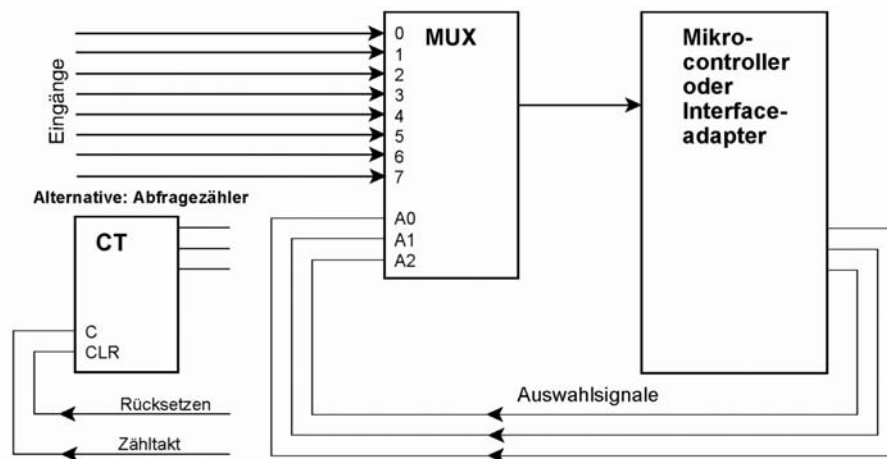 Eingänge
0
1
2
3
4
5
6
7
MUX
A0
A1
A2
Mikro-
controller
oder
Interface-
adapter
Alternative: Abfragezähler
CT
C
CLR
Rücksetzen
Zähltakt
Auswahlsignale